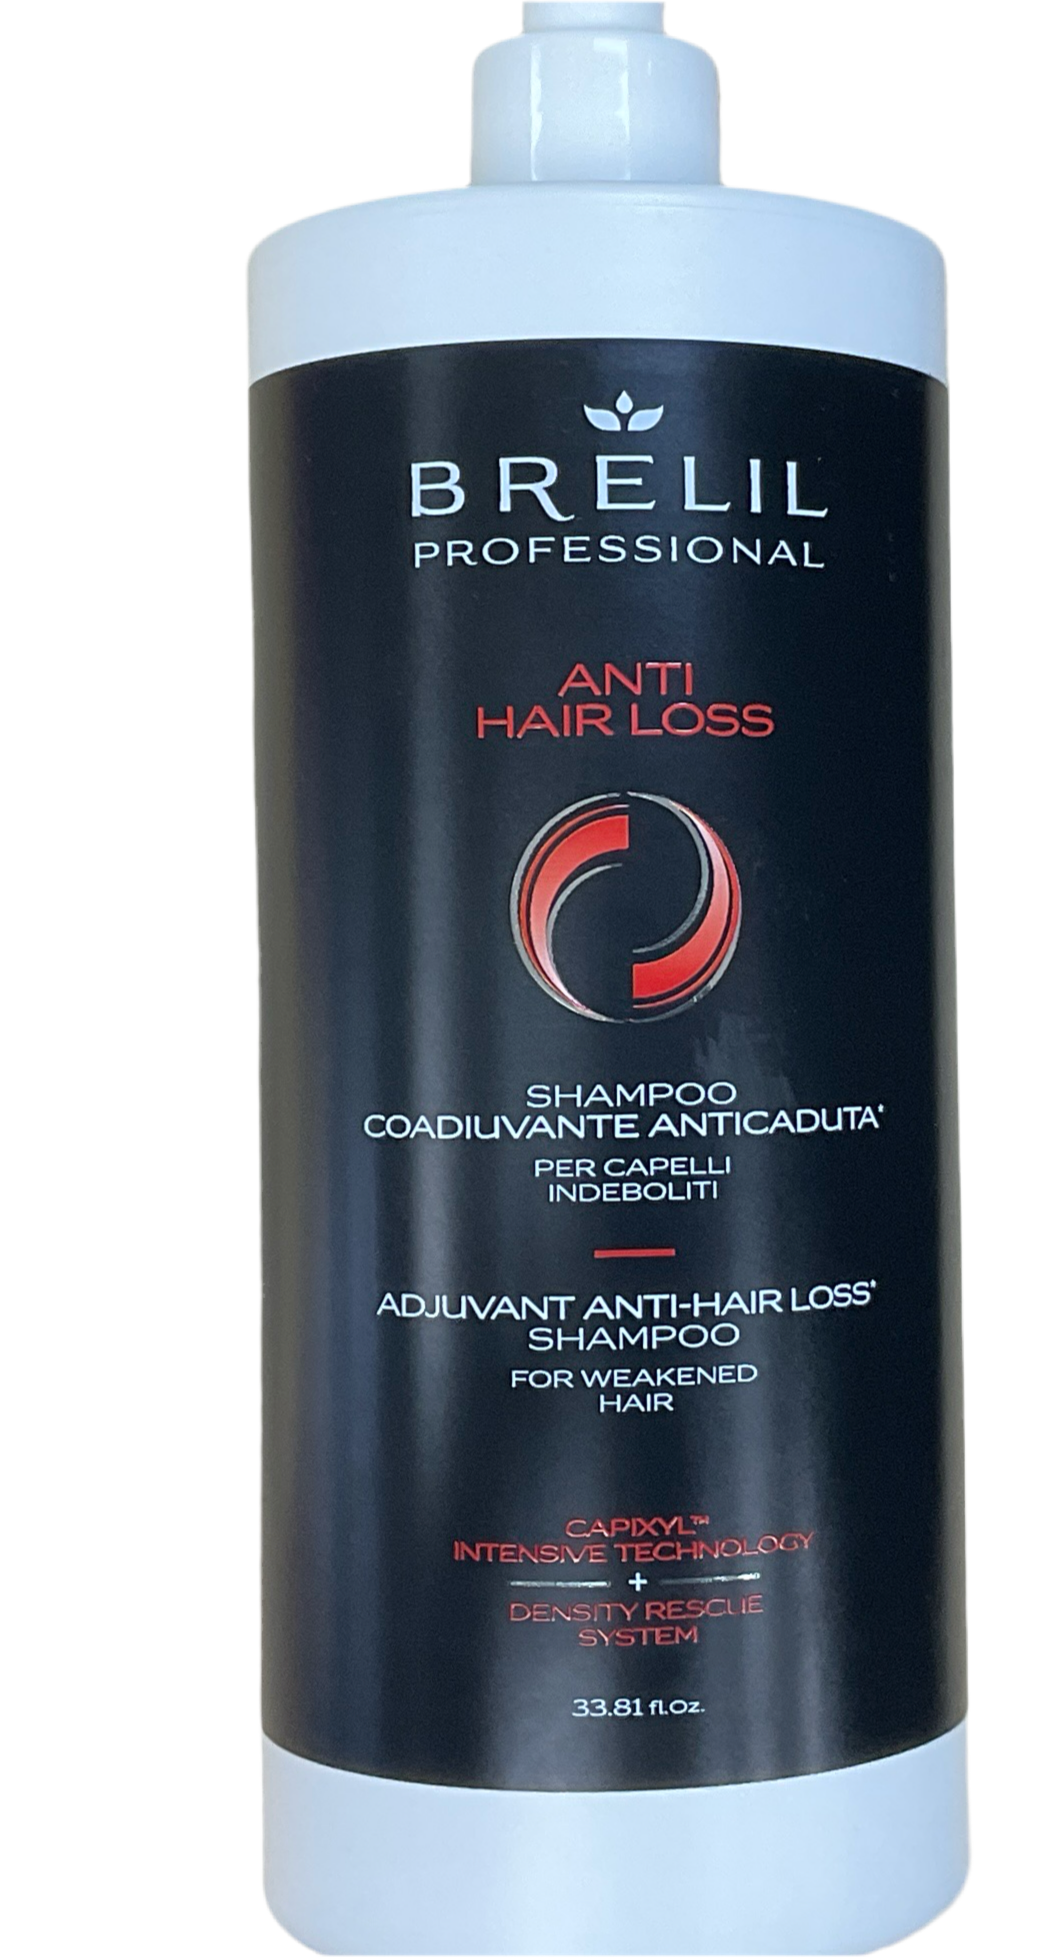 BRELIL
PROFESSIONAL
ANTI
HAIR LOSS
SHAMPOO
COADIUVANTE ANTICADUTA*
PER CAPELLI
INDEBOLITI
ADJUVANT ANTI-HAIR LOSS*
SHAMPOO
FOR WEAKENED
HAIR
CAPIXYL™
INTENSIVE TECHNOLOGY
+
DENSITY RESCUE
SYSTEM
33.81 fl.oz.